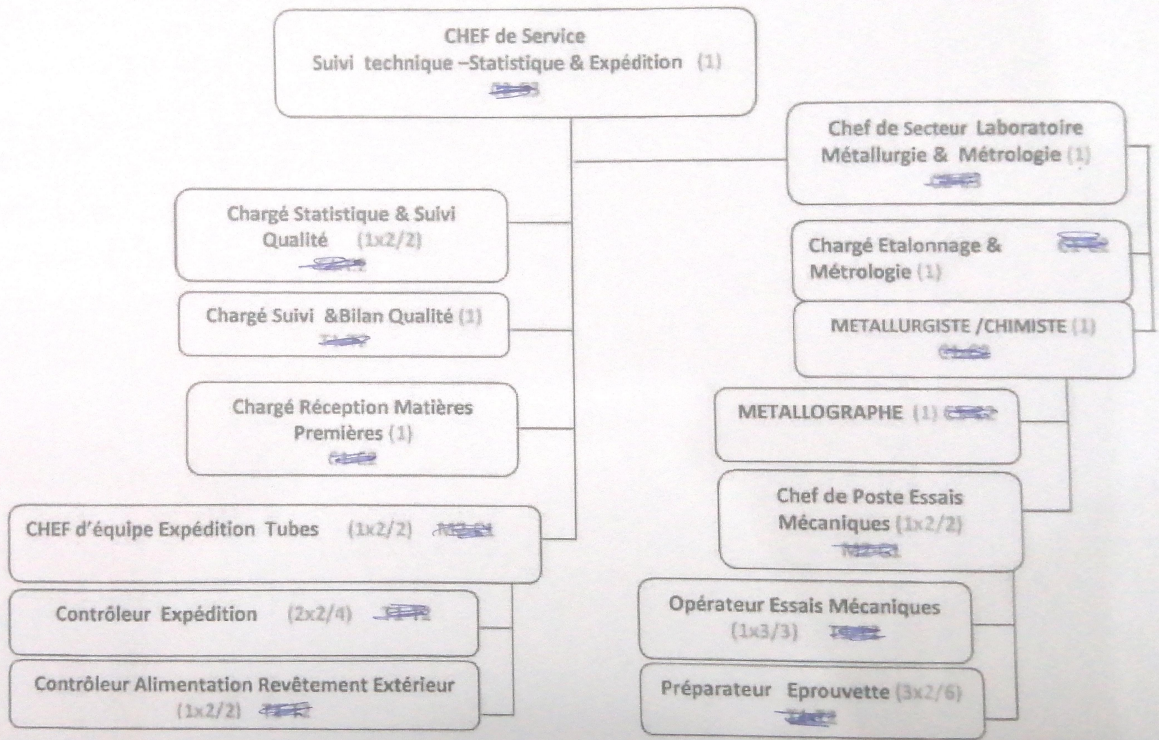 CHEF de Service
Suivi technique –Statistique & Expédition (1)
Chef de Secteur Laboratoire
Métallurgie & Métrologie (1)
Chargé Statistique & Suivi
Qualité (1x2/2)
Chargé Etalonnage &
Métrologie (1)
Chargé Suivi &Bilan Qualité (1)
METALLURGISTE /CHIMISTE (1)
Chargé Réception Matières
Premières (1)
METALLOGRAPHE (1)
Chef de Poste Essais
Mécaniques (1x2/2)
CHEF d'équipe Expédition Tubes (1x2/2)
Contrôleur Expédition (2x2/4)
Opérateur Essais Mécaniques
(1x3/3)
Contrôleur Alimentation Revêtement Extérieur
(1x2/2)
Préparateur Eprouvette (3x2/6)